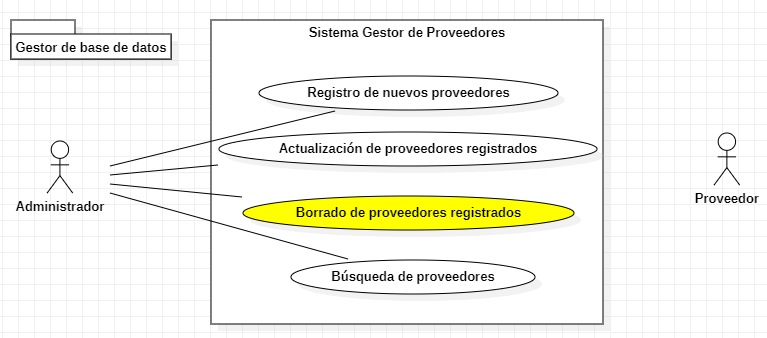 Sistema Gestor de Proveedores
Gestor de base de datos
Registro de nuevos proveedores
Actualización de proveedores registrados
Administrador
Proveedor
Borrado de proveedores registrados
Búsqueda de proveedores